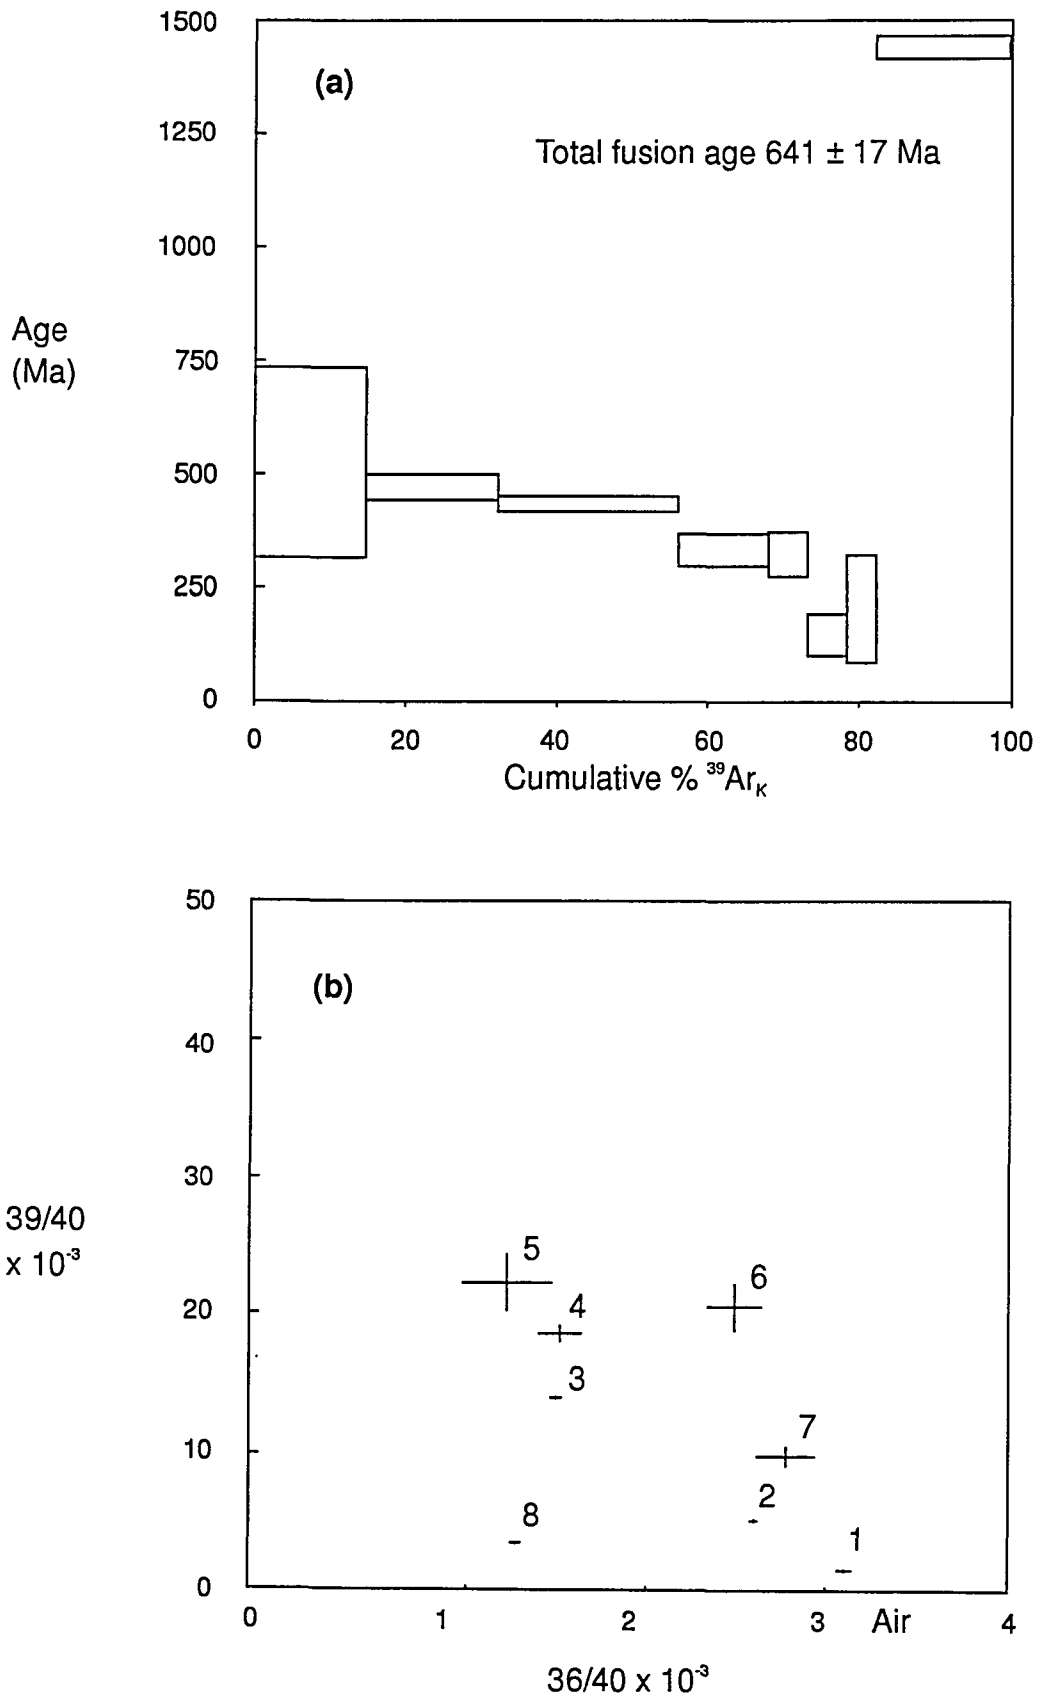 1500
(a)
1250
Total fusion age 641 ± 17 Ma
1000
Age
(Ma)
750
500
250
0
0 20 40 60 80 100
Cumulative % ³⁹Ar_K
50
(b)
40
30
39/40
x 10⁻³
5
6
20
4
3
10
7
2
8
1
0
0 1 2 3 Air 4
36/40 x 10⁻³